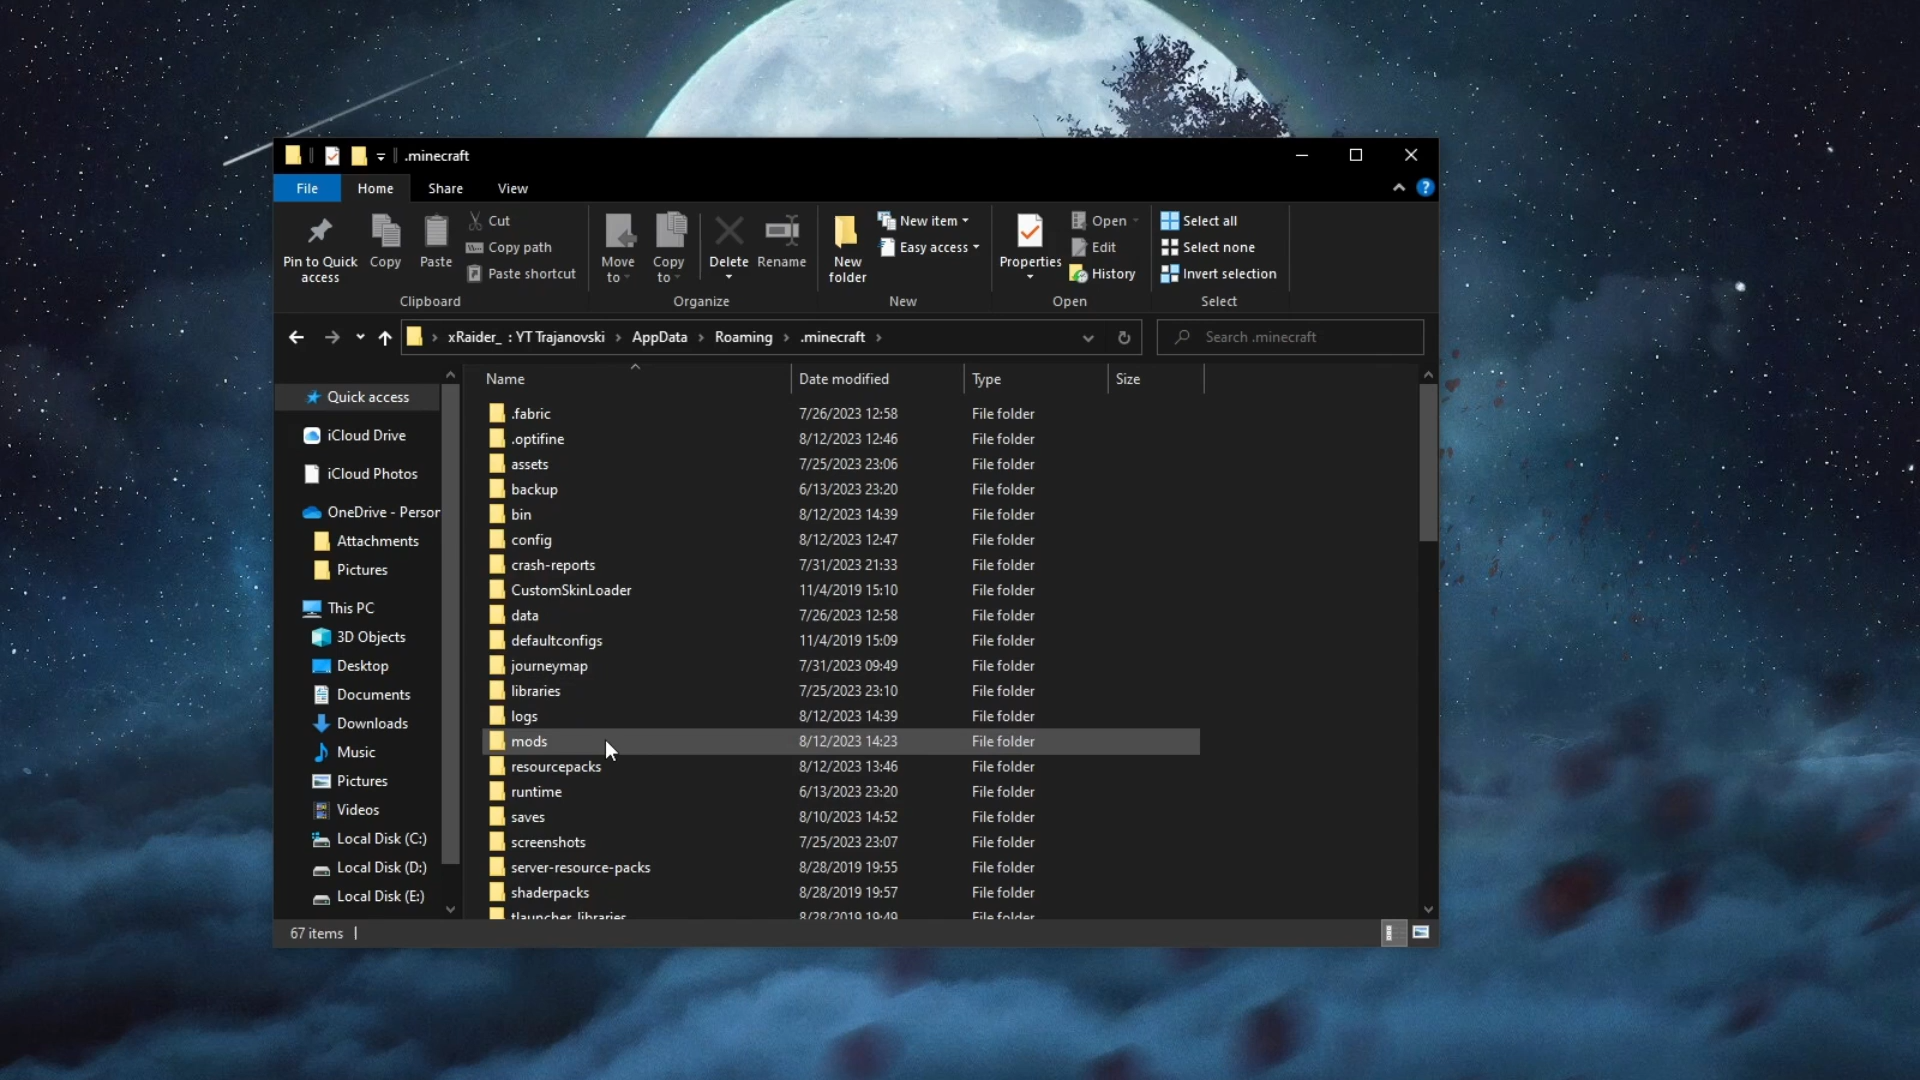 .minecraft
File Home Share View
Pin to Quick access
Copy
Paste
Cut
Copy path
Paste shortcut
Clipboard
Move to
Copy to
Delete
Rename
Organize
New folder
New item
Easy access
New
Properties
Open
Edit
History
Open
Select all
Select none
Invert selection
Select
xRaider_ : YT Trajanovski > AppData > Roaming > .minecraft >
Search .minecraft
Quick access
iCloud Drive
iCloud Photos
OneDrive - Person
Attachments
Pictures
This PC
3D Objects
Desktop
Documents
Downloads
Music
Pictures
Videos
Local Disk (C:)
Local Disk (D:)
Local Disk (E:)
Name Date modified Type Size
.fabric 7/26/2023 12:58 File folder
.optifine 8/12/2023 12:46 File folder
assets 7/25/2023 23:06 File folder
backup 6/13/2023 23:20 File folder
bin 8/12/2023 14:39 File folder
config 8/12/2023 12:47 File folder
crash-reports 7/31/2023 21:33 File folder
CustomSkinLoader 11/4/2019 15:10 File folder
data 7/26/2023 12:58 File folder
defaultconfigs 11/4/2019 15:09 File folder
journeymap 7/31/2023 09:49 File folder
libraries 7/25/2023 23:10 File folder
logs 8/12/2023 14:39 File folder
mods 8/12/2023 14:23 File folder
resourcepacks 8/12/2023 13:46 File folder
runtime 6/13/2023 23:20 File folder
saves 8/10/2023 14:52 File folder
screenshots 7/25/2023 23:07 File folder
server-resource-packs 8/28/2019 19:55 File folder
shaderpacks 8/28/2019 19:57 File folder
tlauncher_libraries 8/28/2019 19:49 File folder
67 items